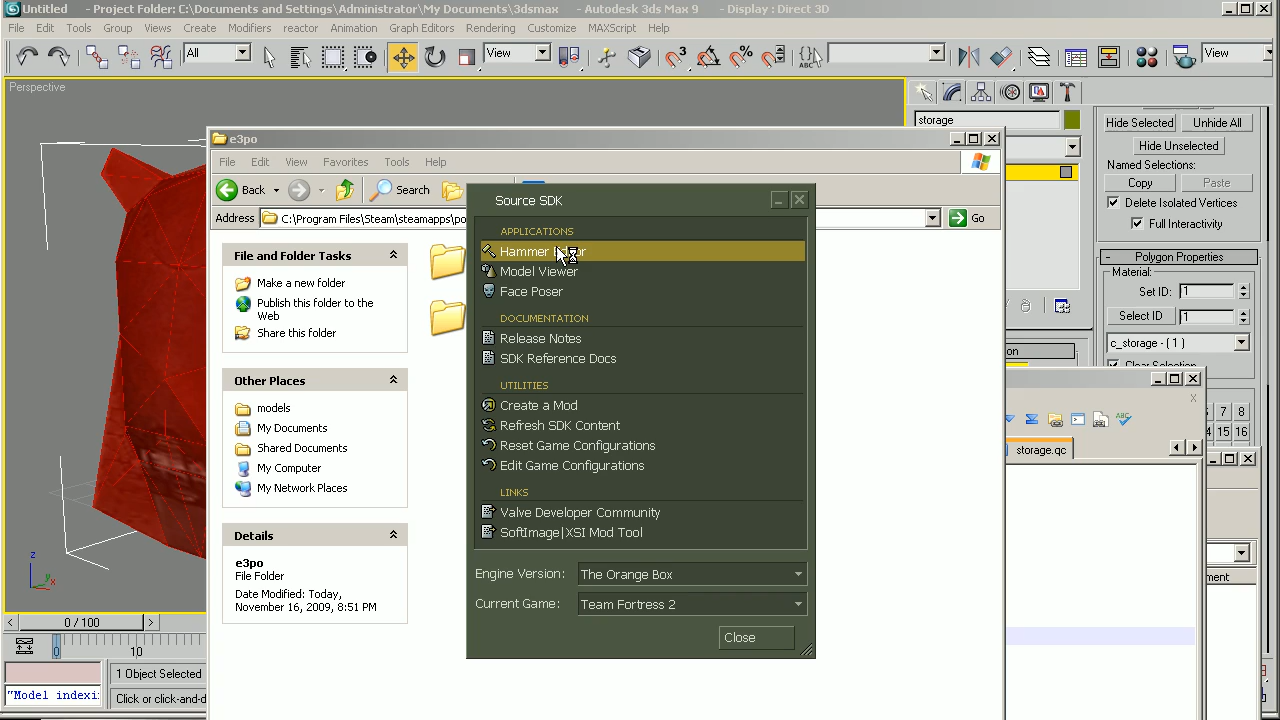 Untitled - Project Folder: C:\Documents and Settings\Administrator\My Documents\3dsmax - Autodesk 3ds Max 9 - Display : Direct 3D
File Edit Tools Group Views Create Modifiers reactor Animation Graph Editors Rendering Customize MAXScript Help
All View View
Perspective
storage
Hide Selected Unhide All
Hide Unselected
Named Selections:
Copy Paste
Delete Isolated Vertices
Full Interactivity
Polygon Properties
Material:
Set ID: 1
Select ID 1
c_storage - ( 1 )
Clear Selection
7 8
14 15 16
e3po
File Edit View Favorites Tools Help
Back Search
Address C:\Program Files\Steam\steamapps\po Go
File and Folder Tasks
Make a new folder
Publish this folder to the
Web
Share this folder
Other Places
models
My Documents
Shared Documents
My Computer
My Network Places
Details
e3po
File Folder
Date Modified: Today,
November 16, 2009, 8:51 PM
Source SDK
APPLICATIONS
Hammer
Model Viewer
Face Poser
DOCUMENTATION
Release Notes
SDK Reference Docs
UTILITIES
Create a Mod
Refresh SDK Content
Reset Game Configurations
Edit Game Configurations
LINKS
Valve Developer Community
SoftImage|XSI Mod Tool
Engine Version: The Orange Box
Current Game: Team Fortress 2
Close
storage.qc
0 / 100
0 10
1 Object Selected
"Model indexi
Click or click-and-d